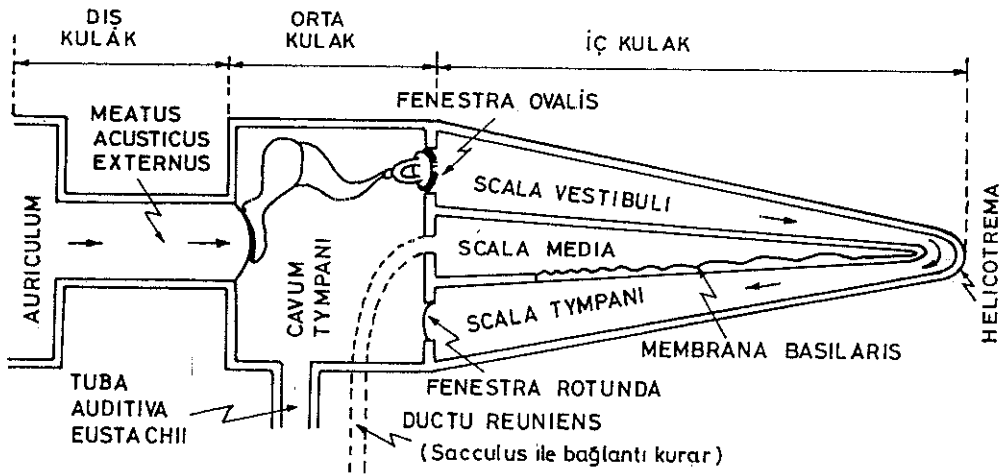 DIŞ
KULAK
ORTA
KULAK
İÇ KULAK
MEATUS
ACUSTICUS
EXTERNUS
FENESTRA OVALİS
AURICULUM
CAVUM
TYMPANI
SCALA VESTIBULI
SCALA MEDIA
SCALA TYMPANI
HELICOTREMA
MEMBRANA BASILARIS
FENESTRA ROTUNDA
TUBA
AUDITIVA
EUSTACHII
DUCTU REUNIENS
(Sacculus ile bağlantı kurar)